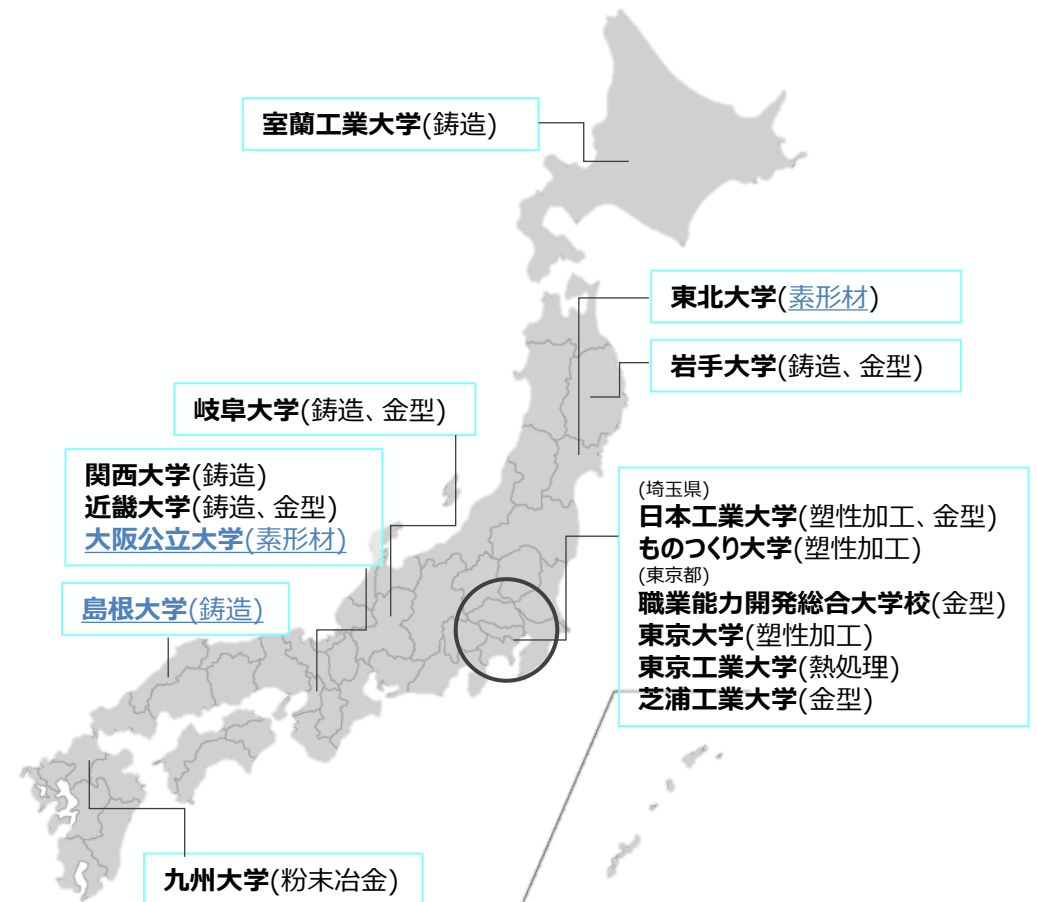 室蘭工業大学(鋳造)
東北大学(素形材)
岩手大学(鋳造、金型)
岐阜大学(鋳造、金型)
関西大学(鋳造)
近畿大学(鋳造、金型)
大阪公立大学(素形材)
島根大学(鋳造)
(埼玉県)
日本工業大学(塑性加工、金型)
ものつくり大学(塑性加工)
(東京都)
職業能力開発総合大学校(金型)
東京大学(塑性加工)
東京工業大学(熱処理)
芝浦工業大学(金型)
九州大学(粉末冶金)